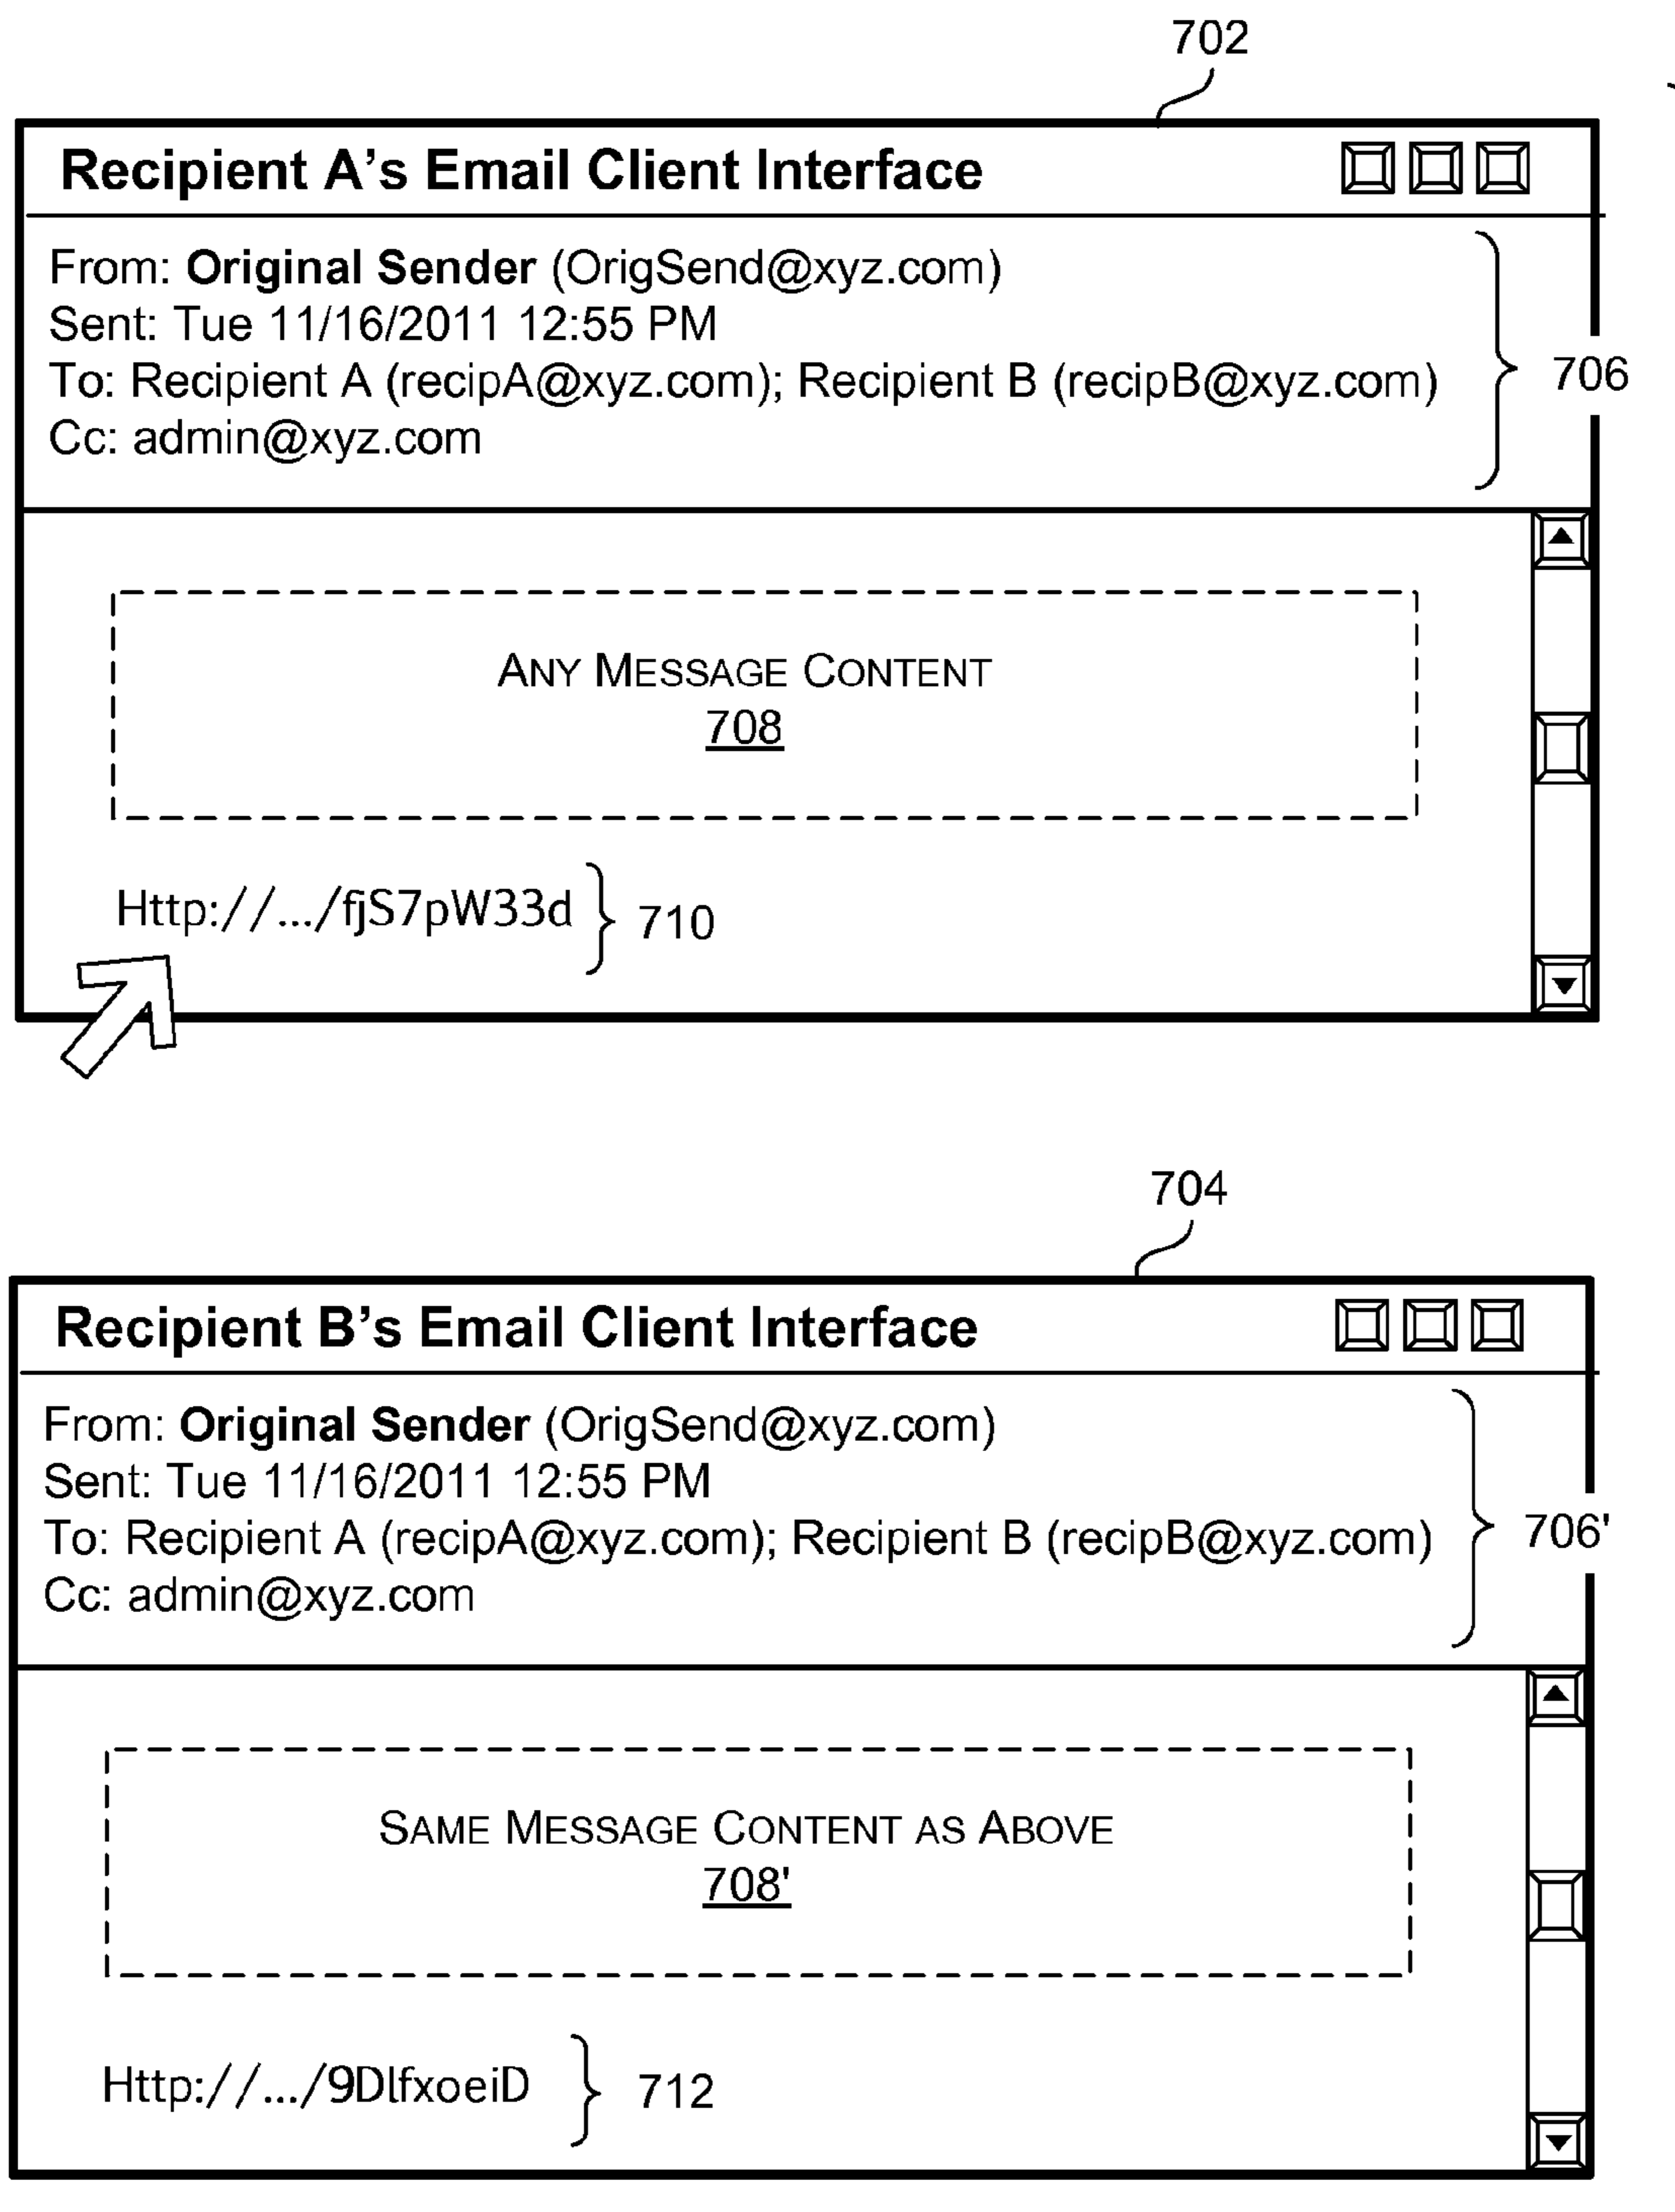 702
Recipient A’s Email Client Interface
From: Original Sender (OrigSend@xyz.com)
Sent: Tue 11/16/2011 12:55 PM
To: Recipient A (recipA@xyz.com); Recipient B (recipB@xyz.com)
Cc: admin@xyz.com
706
ANY MESSAGE CONTENT
708
Http://.../fjS7pW33d
710
704
Recipient B’s Email Client Interface
From: Original Sender (OrigSend@xyz.com)
Sent: Tue 11/16/2011 12:55 PM
To: Recipient A (recipA@xyz.com); Recipient B (recipB@xyz.com)
Cc: admin@xyz.com
706'
SAME MESSAGE CONTENT AS ABOVE
708'
Http://.../9DlfxoeiD
712